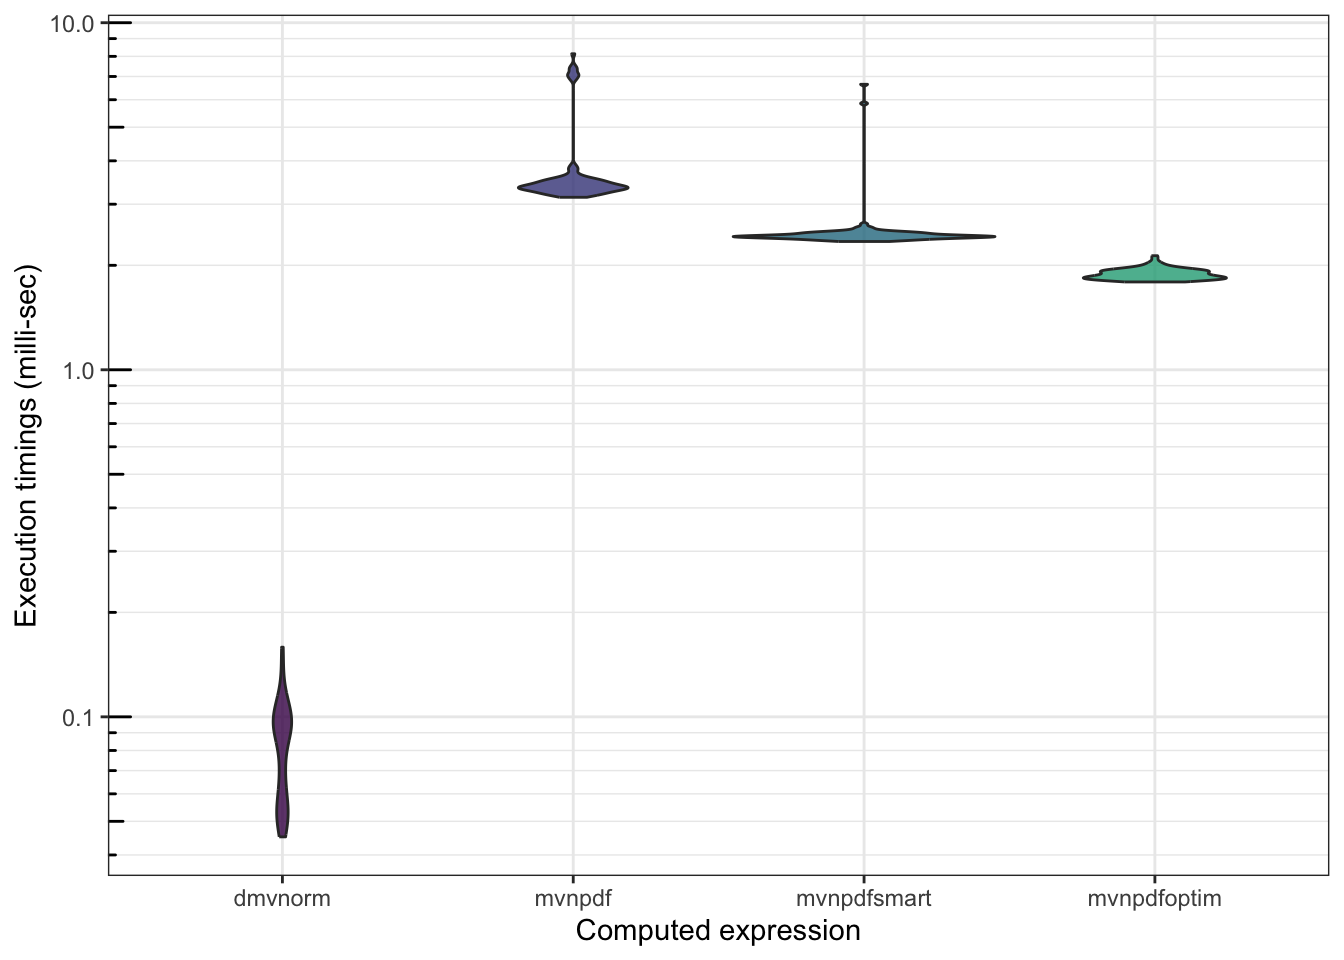 10.0
1.0
0.1
Execution timings (milli-sec)
dmvnorm
mvnpdf
mvnpdfsmart
mvnpdfoptim
Computed expression